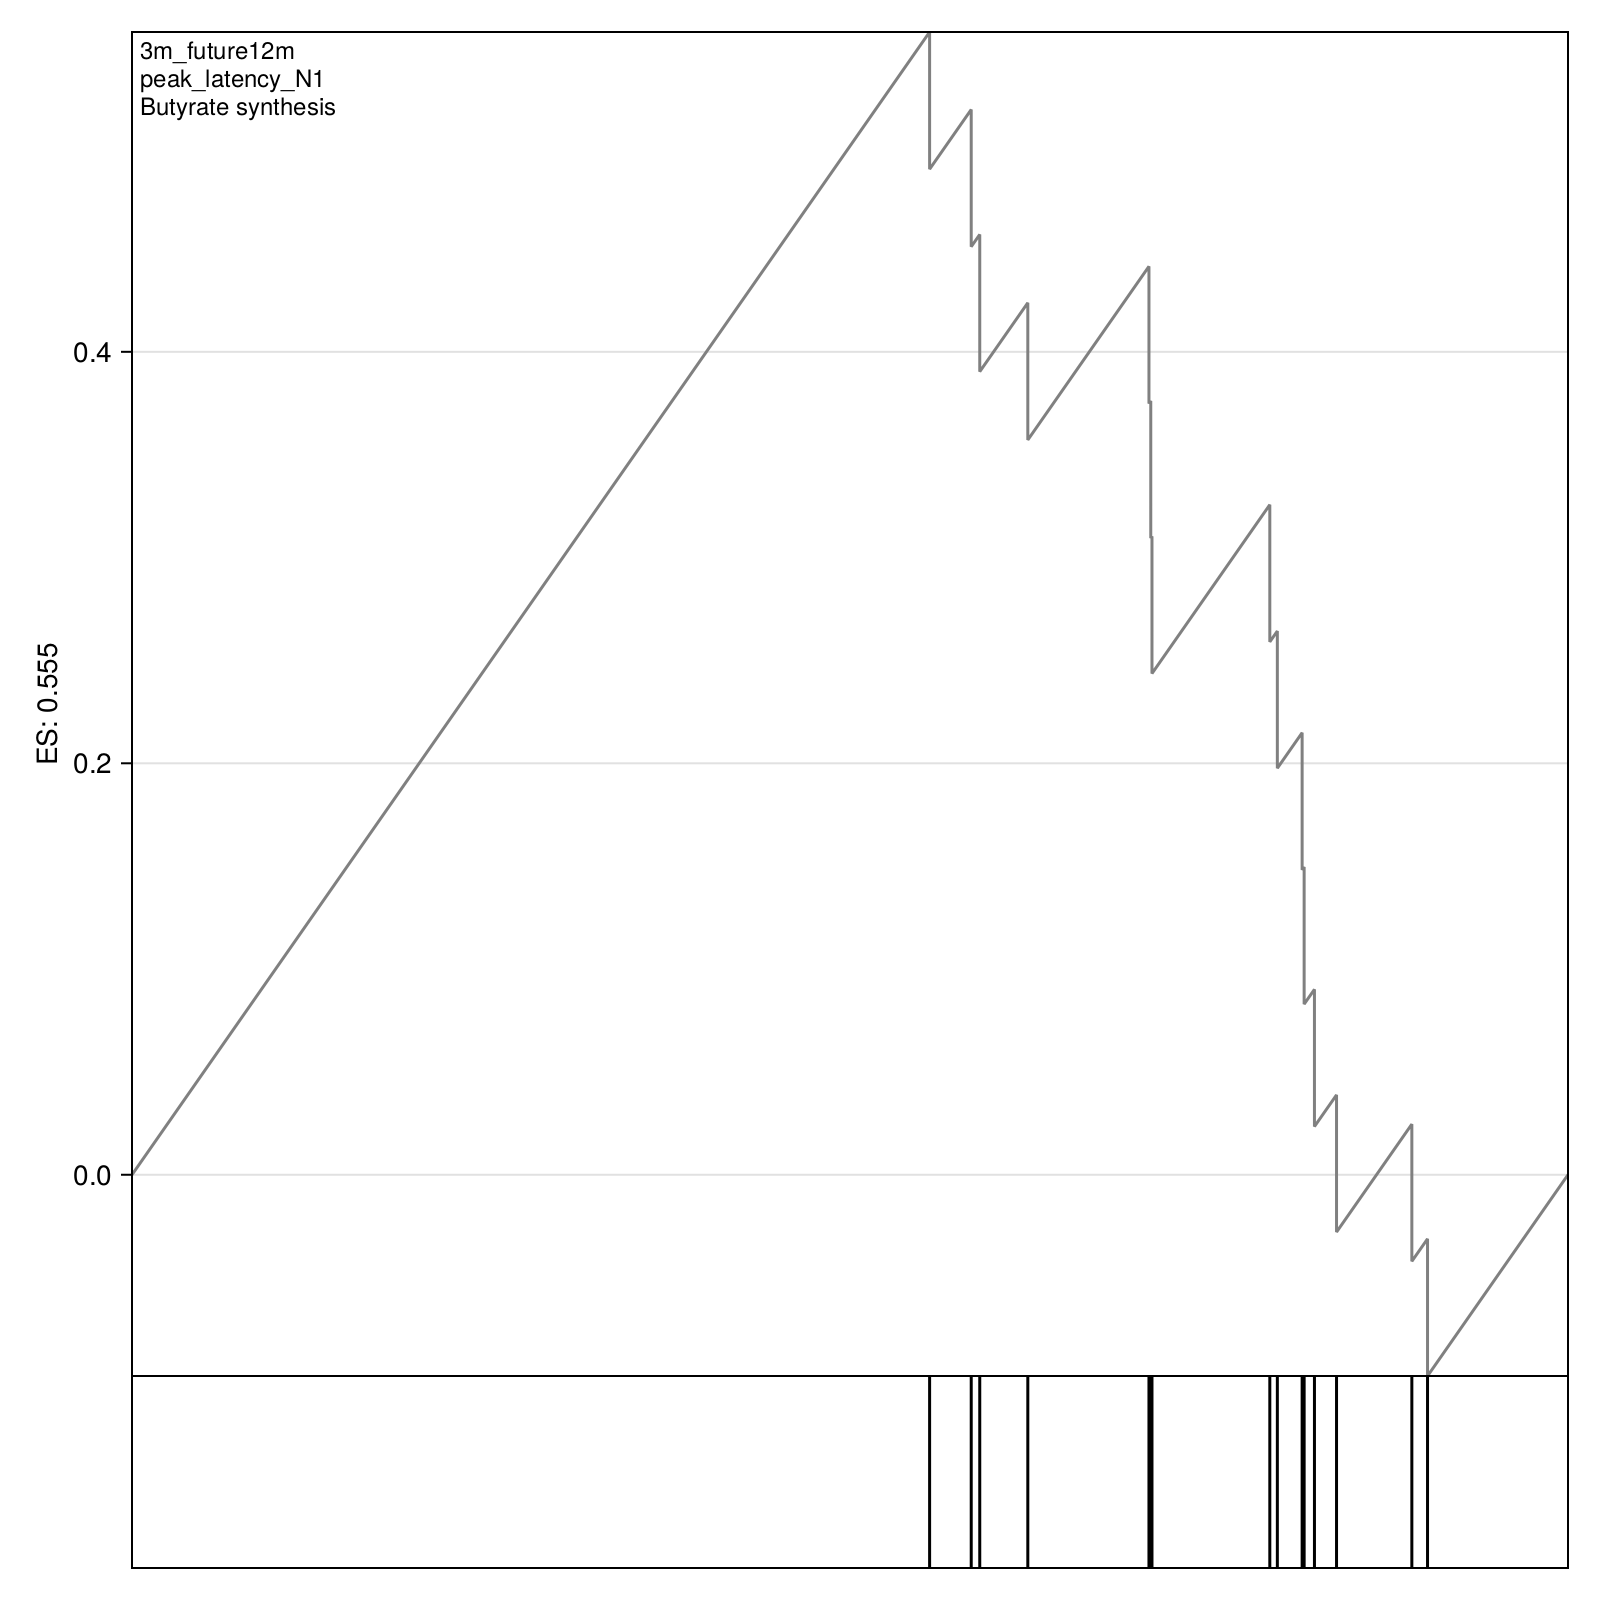 3m_future12m
peak_latency_N1
Butyrate synthesis
0.4
0.2
0.0
ES: 0.555